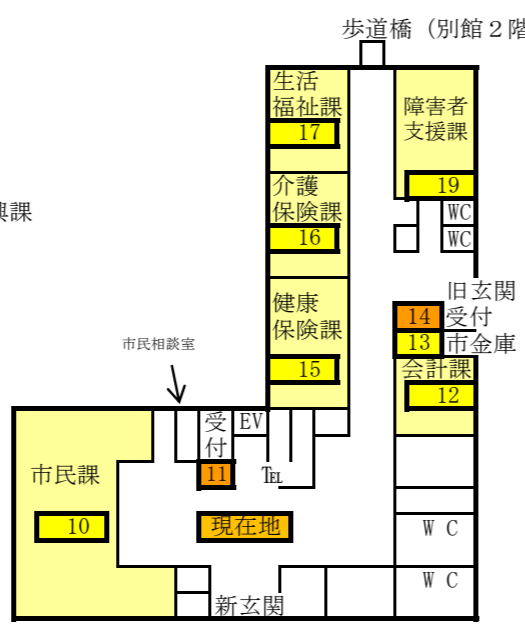 歩道橋（別館２階
生活
福祉課
17
障害者
支援課
19
介護
保険課
16
WC
WC
興課
旧玄関
14 受付
13 市金庫
健康
保険課
15
会計課
12
市民相談室
受
付
11
EV
TEL
市民課
10
現在地
ＷＣ
ＷＣ
新玄関